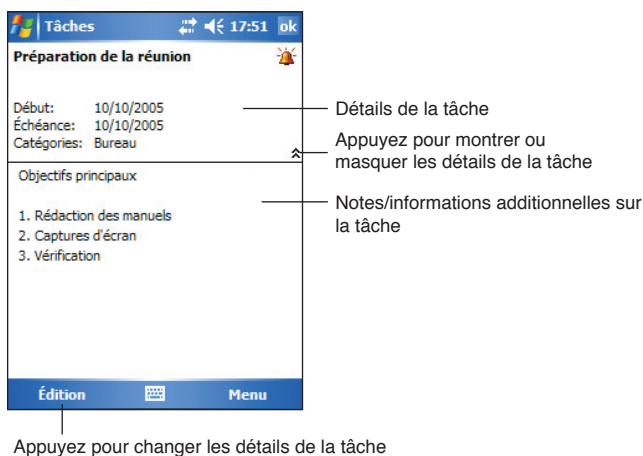 Tâches 17:51 ok
Préparation de la réunion
Début: 10/10/2005
Échéance: 10/10/2005
Catégories: Bureau
Détails de la tâche
Appuyez pour montrer ou
masquer les détails de la tâche
Objectifs principaux
1. Rédaction des manuels
2. Captures d'écran
3. Vérification
Notes/informations additionnelles sur
la tâche
Édition Menu
Appuyez pour changer les détails de la tâche